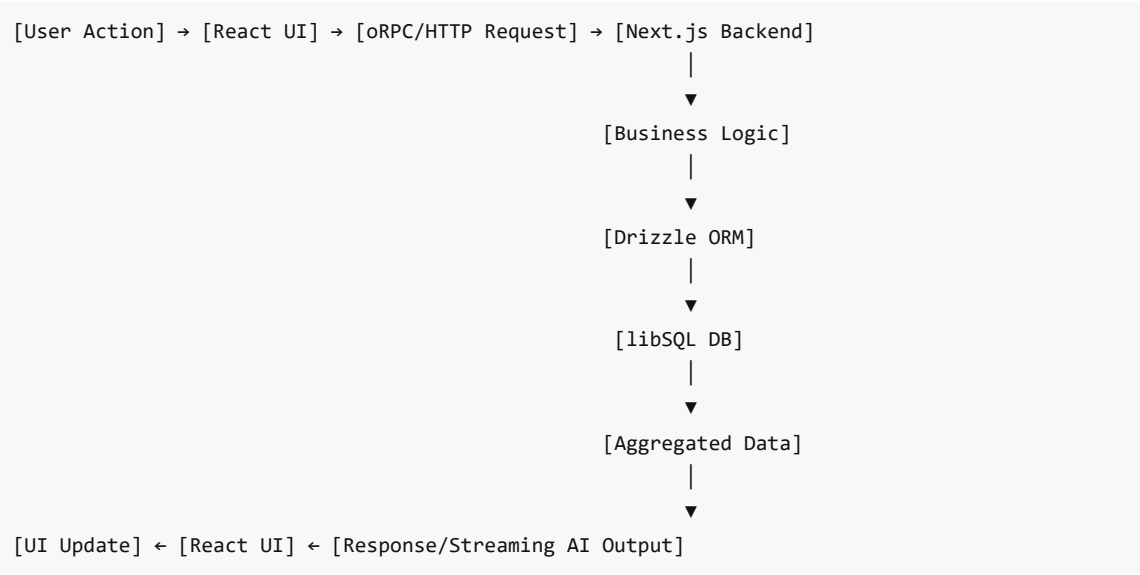 [User Action] → [React UI] → [oRPC/HTTP Request] → [Next.js Backend]
│
▼
[Business Logic]
│
▼
[Drizzle ORM]
│
▼
[libSQL DB]
│
▼
[Aggregated Data]
│
▼
[UI Update] ← [React UI] ← [Response/Streaming AI Output]